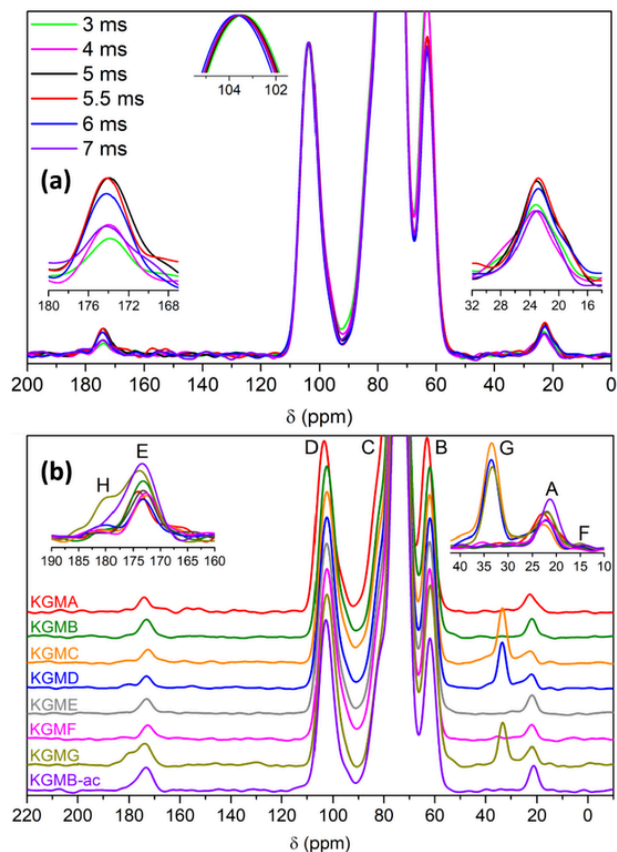 3 ms
4 ms
5 ms
5.5 ms
6 ms
7 ms
104 102
(a)
180 176 172 168
32 28 24 20 16
200 180 160 140 120 100 80 60 40 20 0
δ (ppm)
(b)
H E D C B G A F
190 185 180 175 170 165 160
40 35 30 25 20 15 10
KGMA
KGMB
KGMC
KGMD
KGME
KGMF
KGMG
KGMB-ac
220 200 180 160 140 120 100 80 60 40 20 0
δ (ppm)